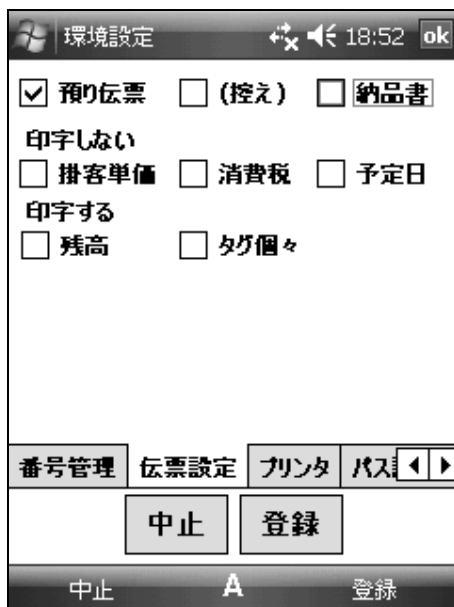 環境設定 18:52 ok
預り伝票 (控え) 納品書
印字しない
掛客単価 消費税 予定日
印字する
残高 タグ個々
番号管理 伝票設定 プリンタ パス
中止 登録
中止 A 登録